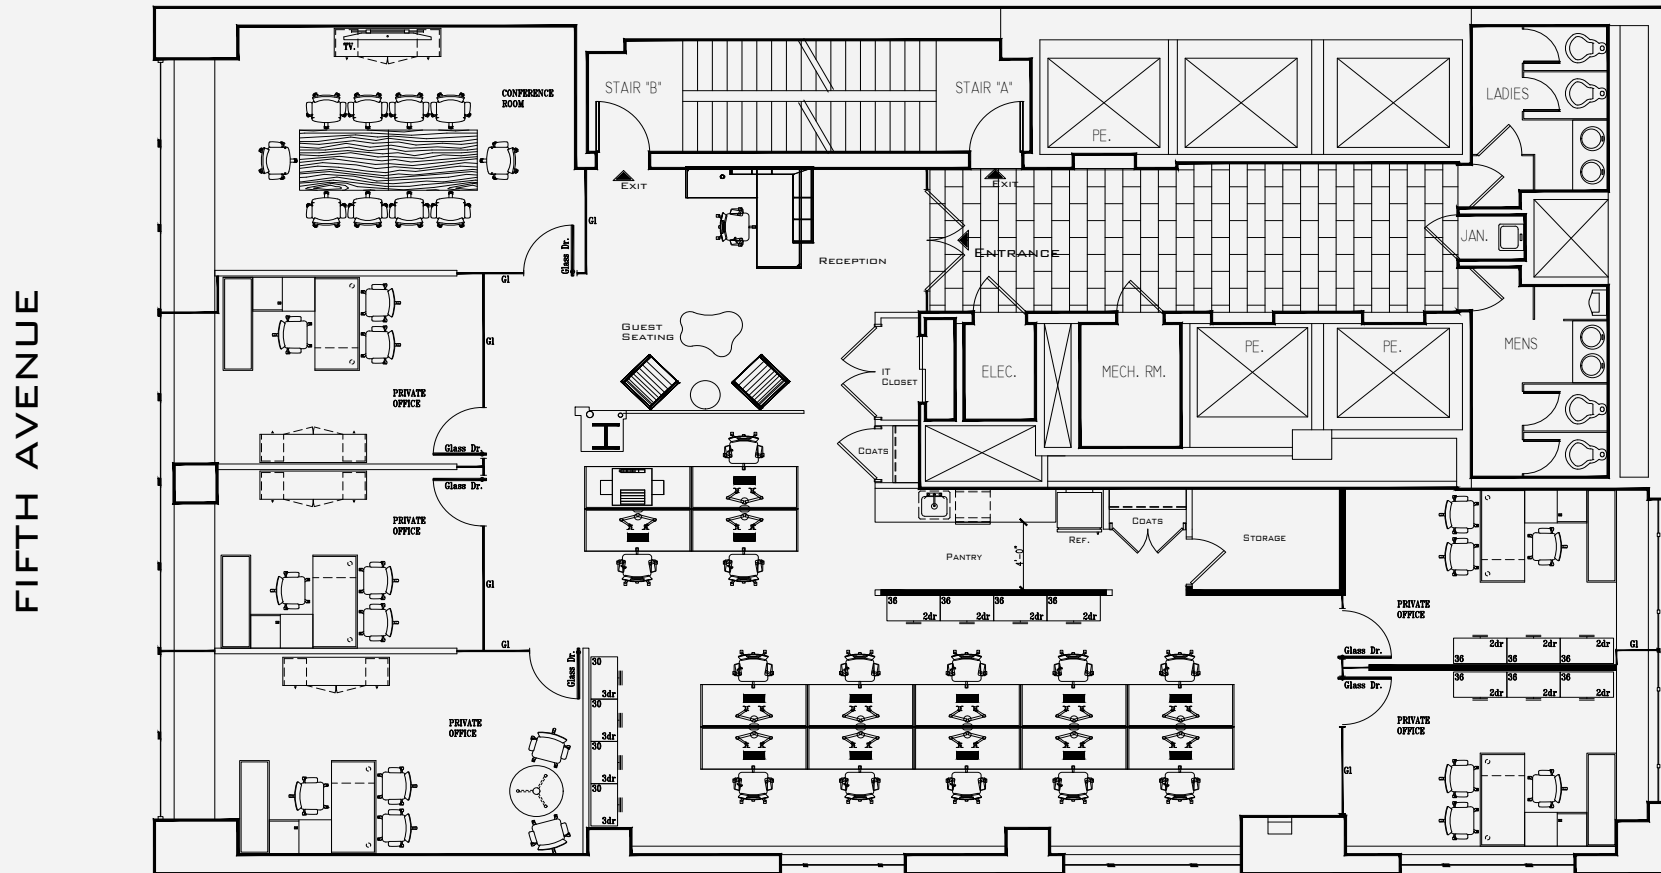 FIFTH AVENUE
TV.
CONFERENCE
ROOM
STAIR "B"
STAIR "A"
PE.
LADIES
EXIT
EXIT
Gl
Glass Dr.
Gl
RECEPTION
ENTRANCE
JAN.
GUEST
SEATING
Gl
PRIVATE
OFFICE
IT
CLOSET
ELEC.
MECH. RM.
PE.
PE.
MENS
Glass Dr.
Glass Dr.
COATS
PRIVATE
OFFICE
PANTRY
4'-0"
REF.
COATS
STORAGE
Gl
Gl
Glass Dr.
36
2dr
36
2dr
36
2dr
36
2dr
PRIVATE
OFFICE
Glass Dr.
Glass Dr.
2dr
2dr
2dr
36
36
36
Gl
36
36
36
2dr
2dr
2dr
30
3dr
30
3dr
30
3dr
30
3dr
PRIVATE
OFFICE
PRIVATE
OFFICE
Gl